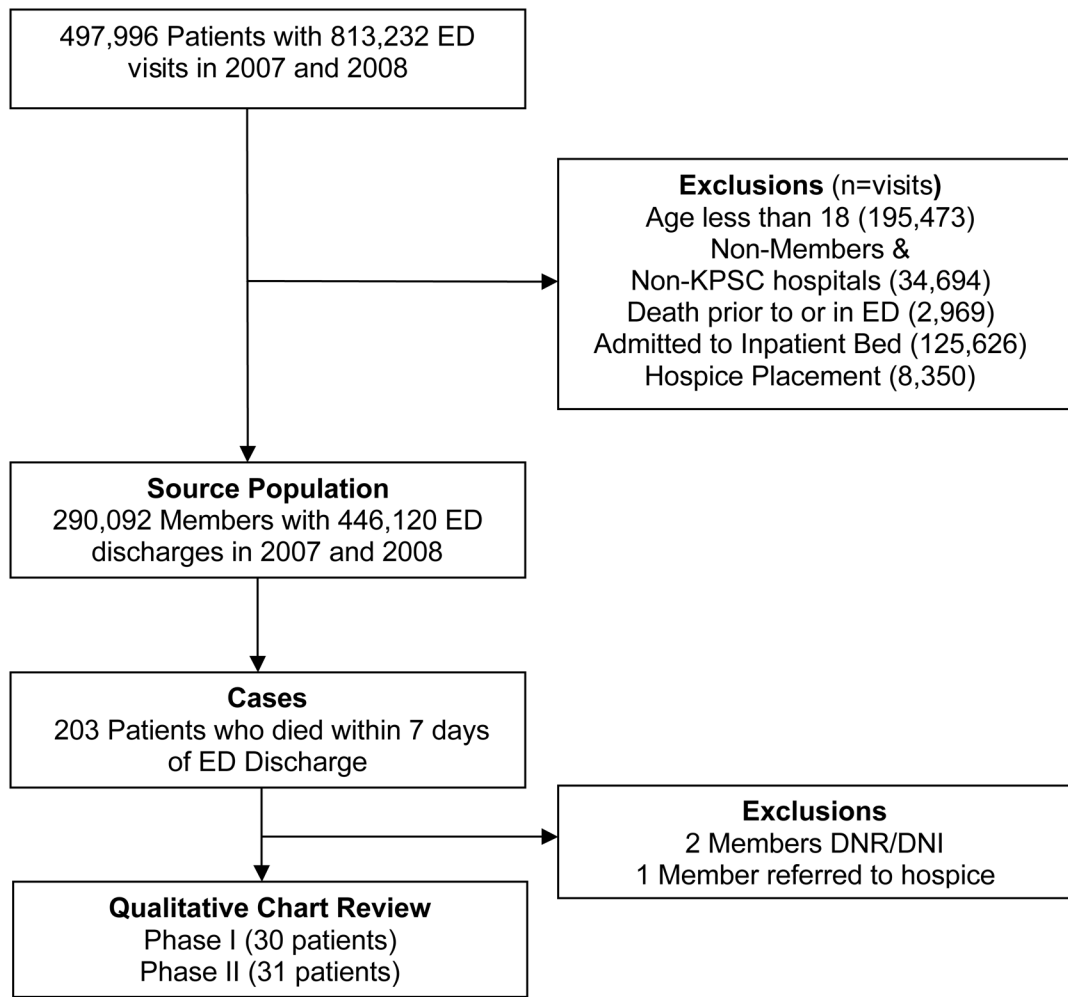 497,996 Patients with 813,232 ED
visits in 2007 and 2008
Exclusions (n=visits)
Age less than 18 (195,473)
Non-Members &
Non-KPSC hospitals (34,694)
Death prior to or in ED (2,969)
Admitted to Inpatient Bed (125,626)
Hospice Placement (8,350)
Source Population
290,092 Members with 446,120 ED
discharges in 2007 and 2008
Cases
203 Patients who died within 7 days
of ED Discharge
Exclusions
2 Members DNR/DNI
1 Member referred to hospice
Qualitative Chart Review
Phase I (30 patients)
Phase II (31 patients)